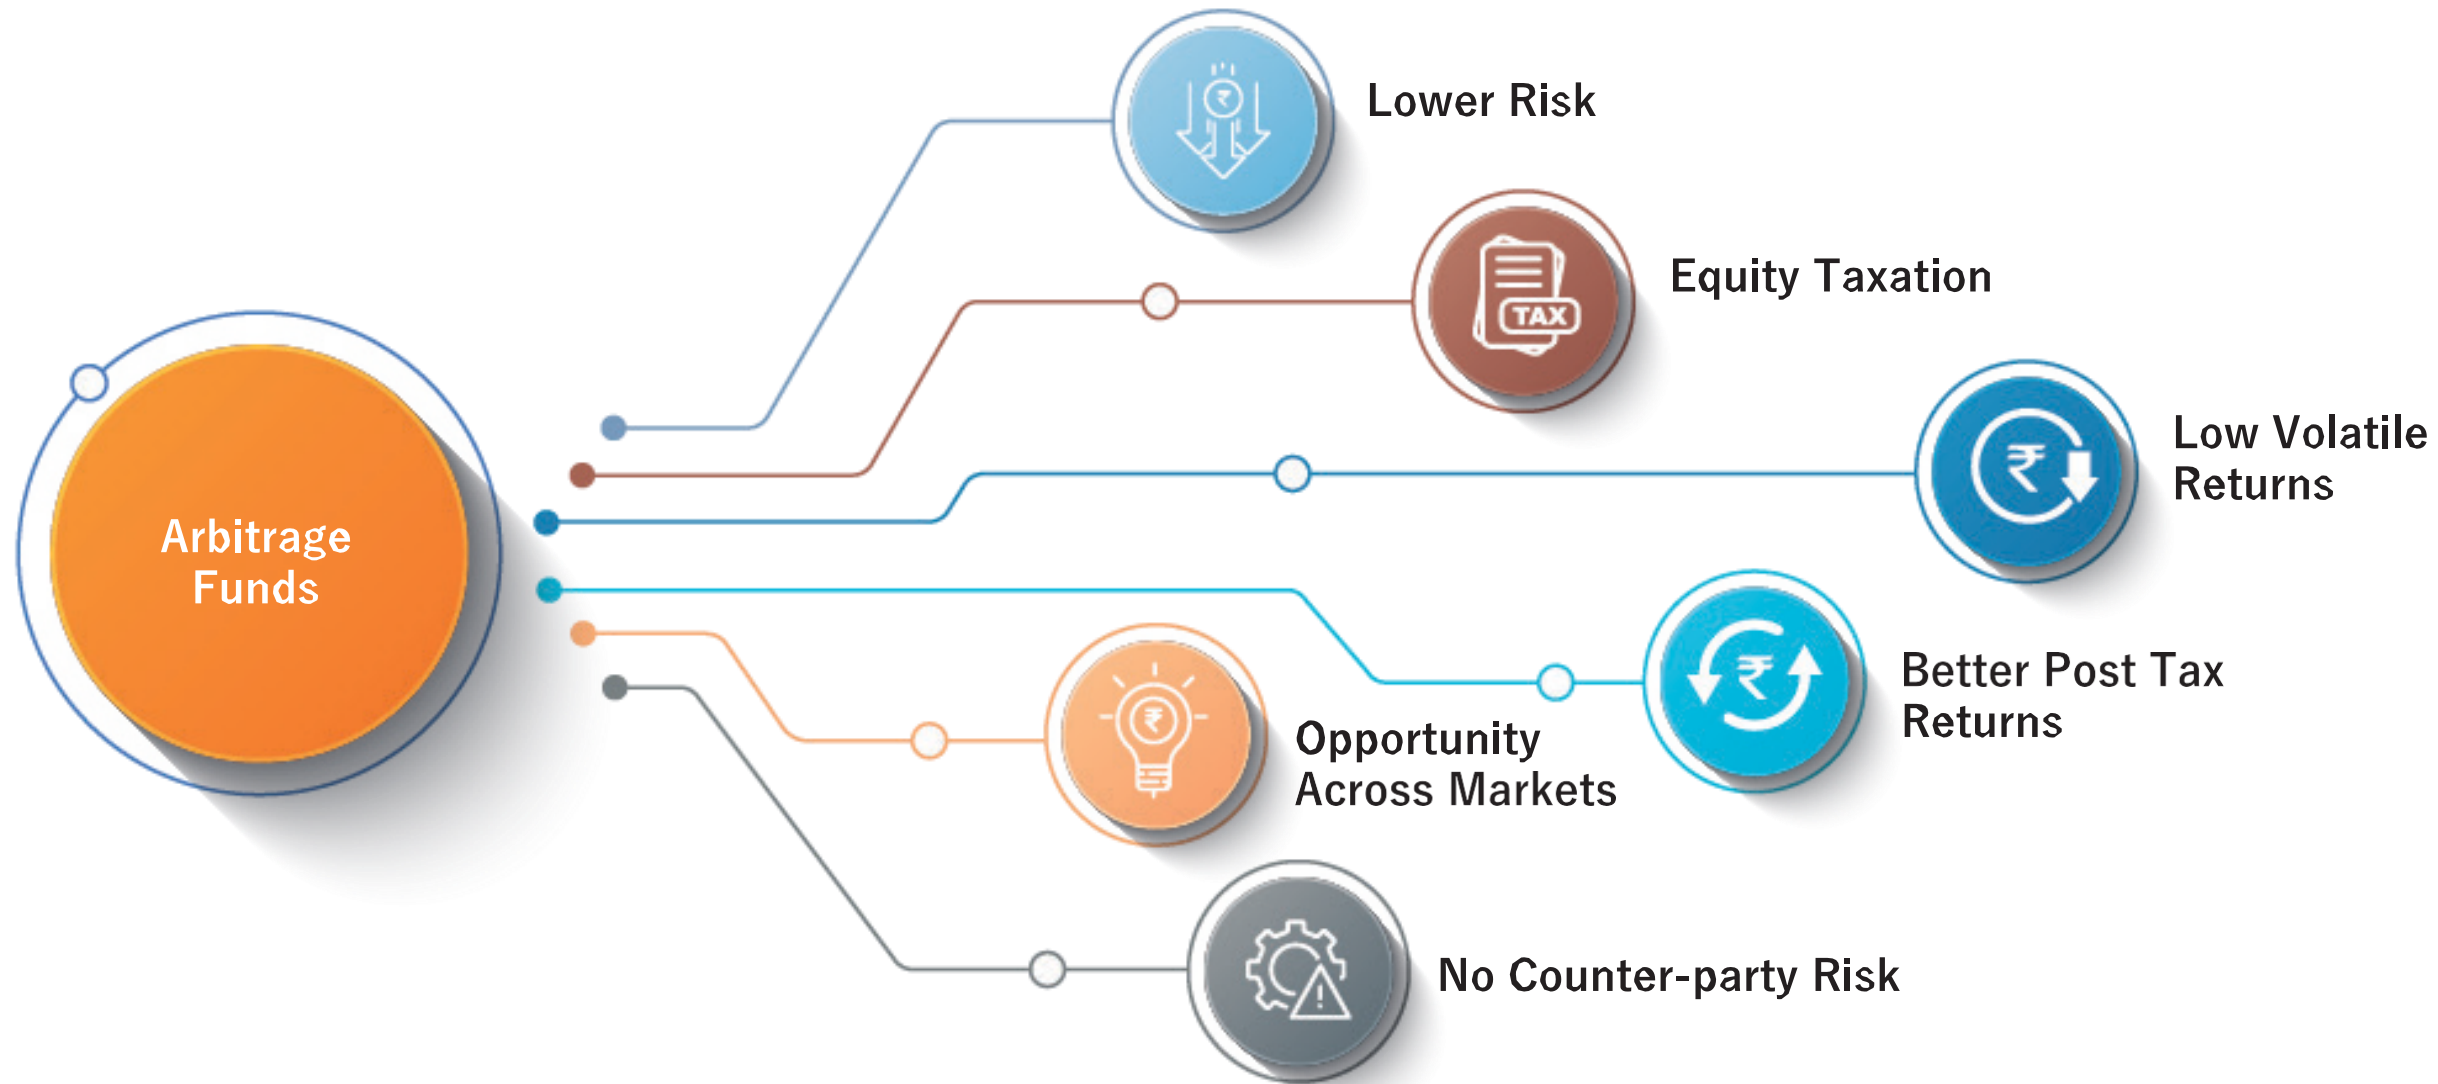 Arbitrage
Funds
Lower Risk
TAX
Equity Taxation
₹
Low Volatile
Returns
₹
Better Post Tax
Returns
₹
Opportunity
Across Markets
₹
No Counter-party Risk
!